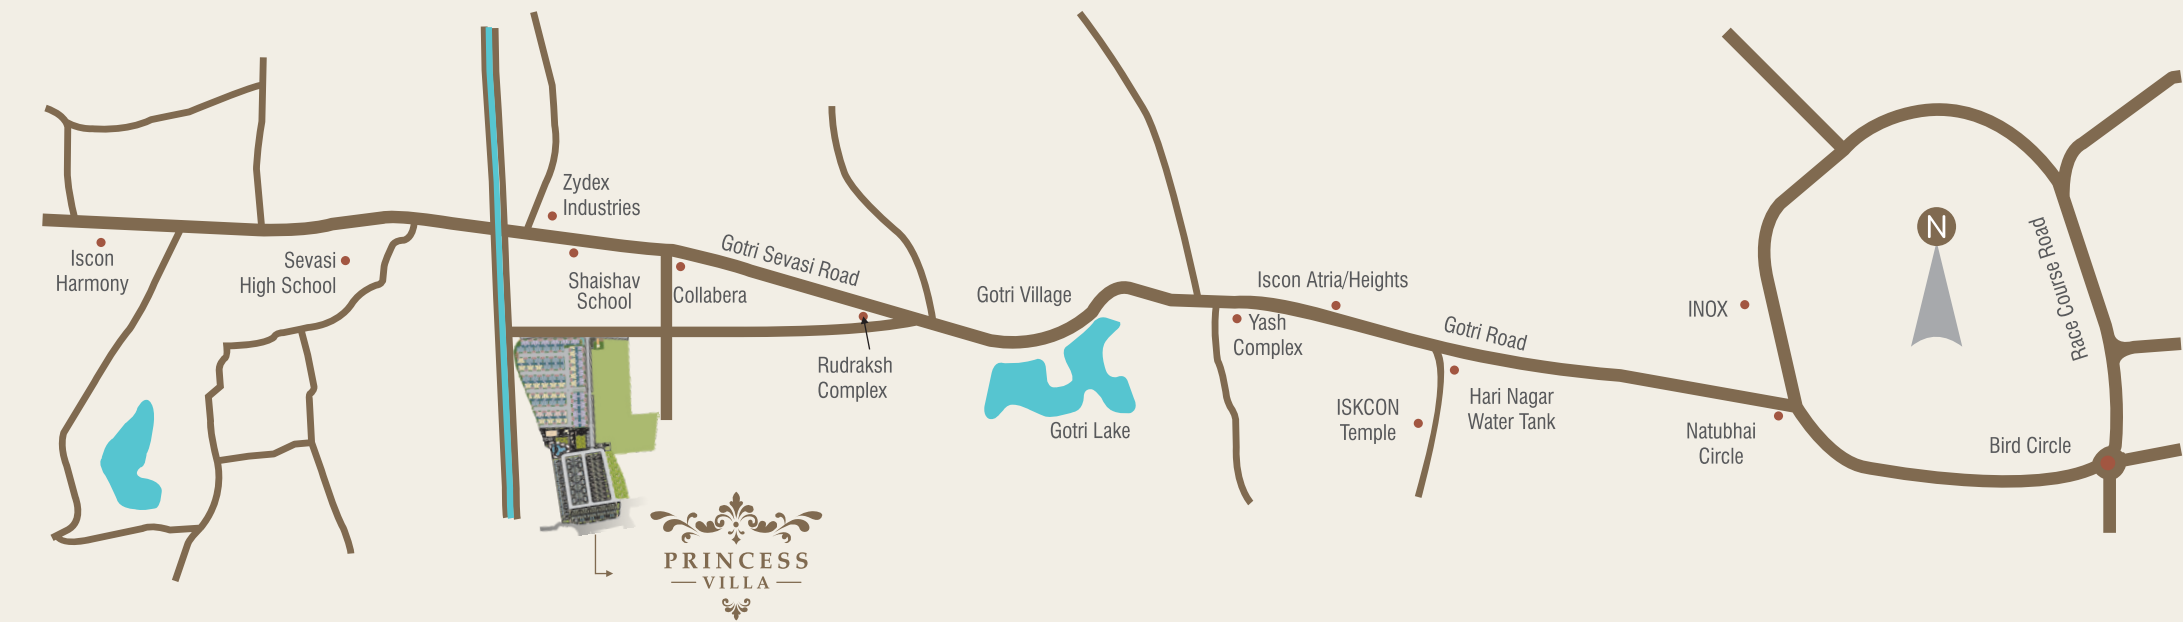 Iscon
Harmony
Sevasi
High School
Zydex
Industries
Shaishav
School
Collabera
Gotri Sevasi Road
Rudraksh
Complex
PRINCESS
VILLA
Gotri Village
Gotri Lake
Iscon Atria/Heights
Yash
Complex
Gotri Road
ISKCON
Temple
Hari Nagar
Water Tank
INOX
Natubhai
Circle
N
Race Course Road
Bird Circle